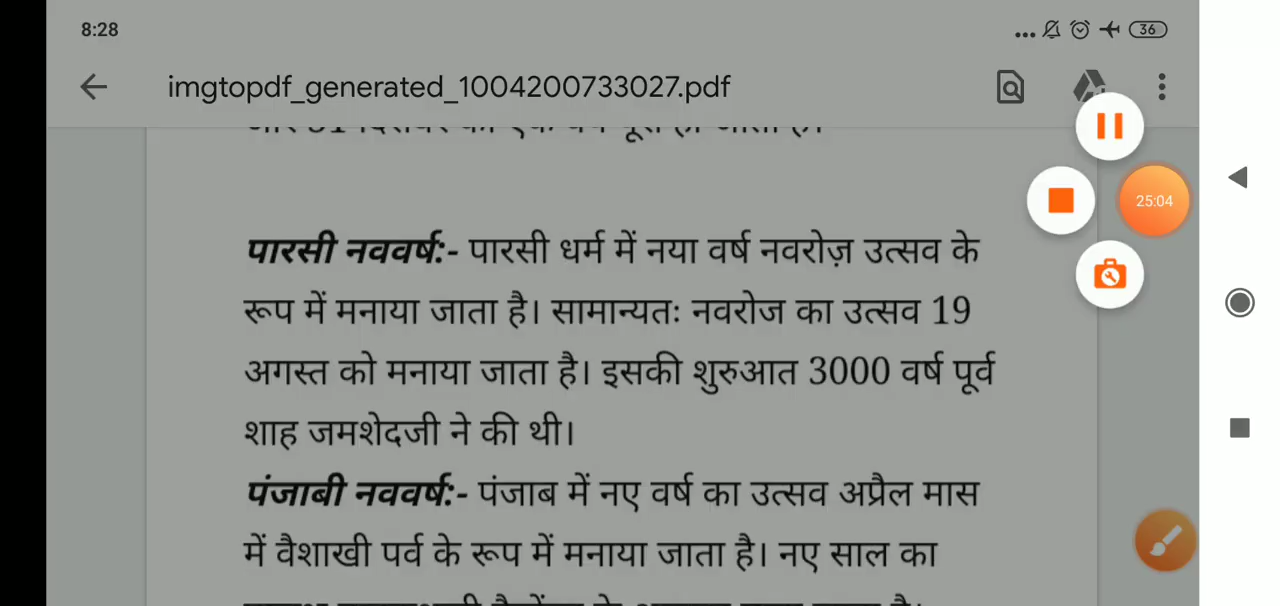 8:28
36
imgtopdf_generated_1004200733027.pdf
25:04
पारसी नववर्ष:- पारसी धर्म में नया वर्ष नवरोज़ उत्सव के
रूप में मनाया जाता है। सामान्यतः नवरोज का उत्सव 19
अगस्त को मनाया जाता है। इसकी शुरुआत 3000 वर्ष पूर्व
शाह जमशेदजी ने की थी।
पंजाबी नववर्ष:- पंजाब में नए वर्ष का उत्सव अप्रैल मास
में वैशाखी पर्व के रूप में मनाया जाता है। नए साल का